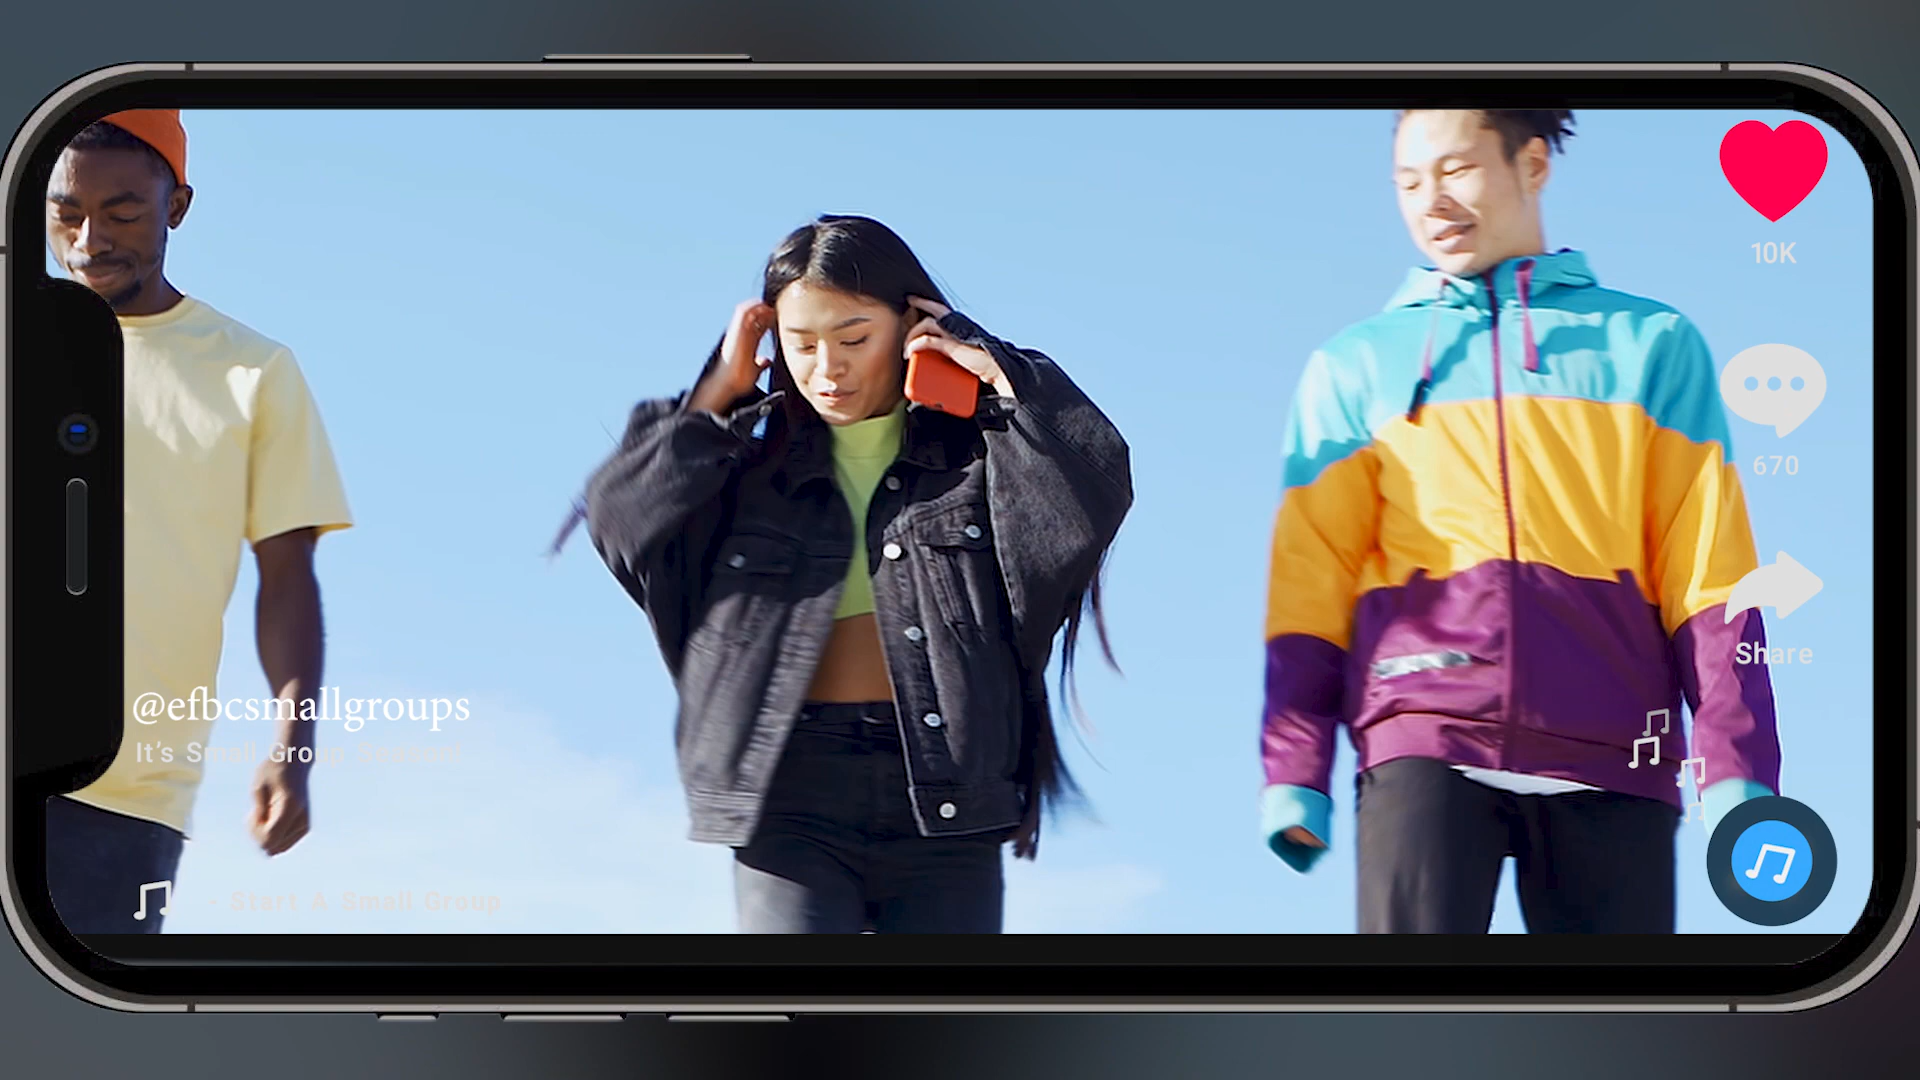 10K
670
Share
@efbcsmallgroups
It's Small Group Season!
- Start A Small Group